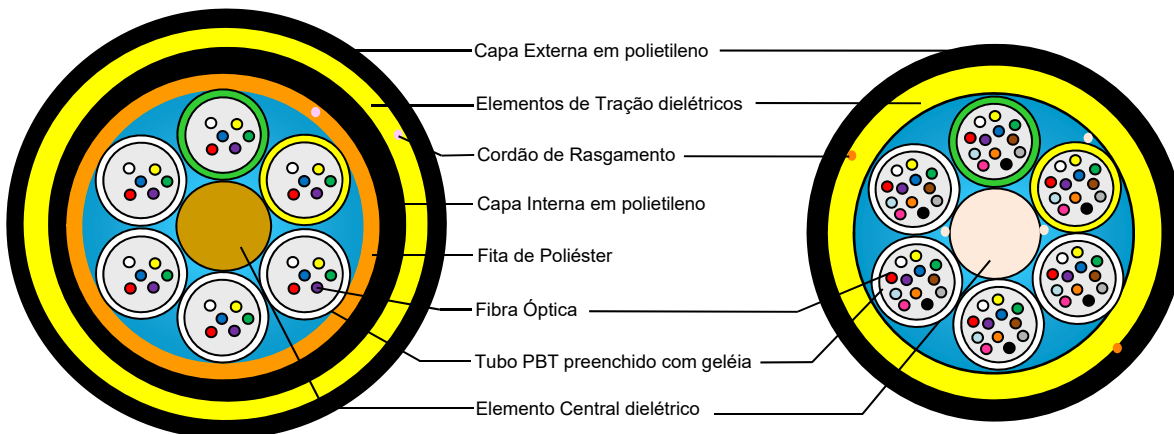 Capa Externa em polietileno
Elementos de Tração dielétricos
Cordão de Rasgamento
Capa Interna em polietileno
Fita de Poliéster
Fibra Óptica
Tubo PBT preenchido com geléia
Elemento Central dielétrico